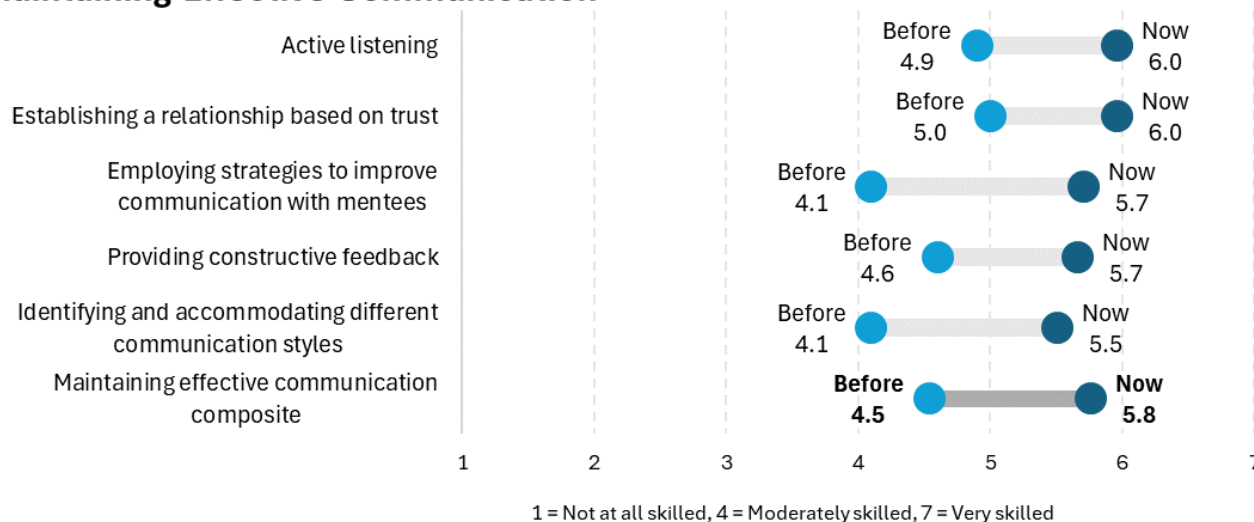 Maintaining Effective Communication
Active listening
Before
4.9
Now
6.0
Establishing a relationship based on trust
Before
5.0
Now
6.0
Employing strategies to improve
communication with mentees
Before
4.1
Now
5.7
Providing constructive feedback
Before
4.6
Now
5.7
Identifying and accommodating different
communication styles
Before
4.1
Now
5.5
Maintaining effective communication
composite
Before
4.5
Now
5.8
1 2 3 4 5 6 7
1 = Not at all skilled, 4 = Moderately skilled, 7 = Very skilled